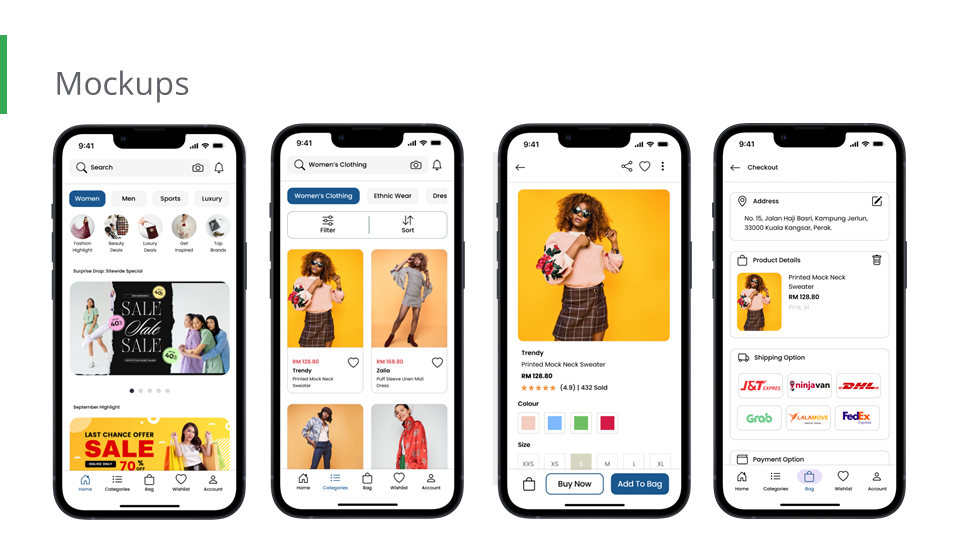 Mockups
9:41
Search
Women Men Sports Luxury
Fashion Highlight
Beauty Deals
Luxury Deals
Get Inspired
Top Brands
Surprise Drop: Sitewide Special
SALE
Sale
SALE
40%
40%
September Highlight
LAST CHANCE OFFER
SALE
ONLINE ONLY
70% OFF
Home Categories Bag Wishlist Account
9:41
Women's Clothing
Women's Clothing Ethnic Wear Dres
Filter Sort
RM 128.80
Trendy
Printed Mock Neck
Sweater
RM 168.80
Zalia
Puff Sleeve Linen Midi
Dress
Home Categories Bag Wishlist Account
9:41
Trendy
Printed Mock Neck Sweater
RM 128.80
(4.9) | 432 Sold
Colour
Size
XXS XS S M L XL
Buy Now Add To Bag
9:41
Checkout
Address
No. 15, Jalan Haji Basri, Kampung Jerlun,
33000 Kuala Kangsar, Perak.
Product Details
Printed Mock Neck
Sweater
RM 128.80
Pink, M
Shipping Option
J&T EXPRES
ninjavan
DHL
Grab
LALAMOVE
FedEx
Express
Payment Option
Home Categories Bag Wishlist Account